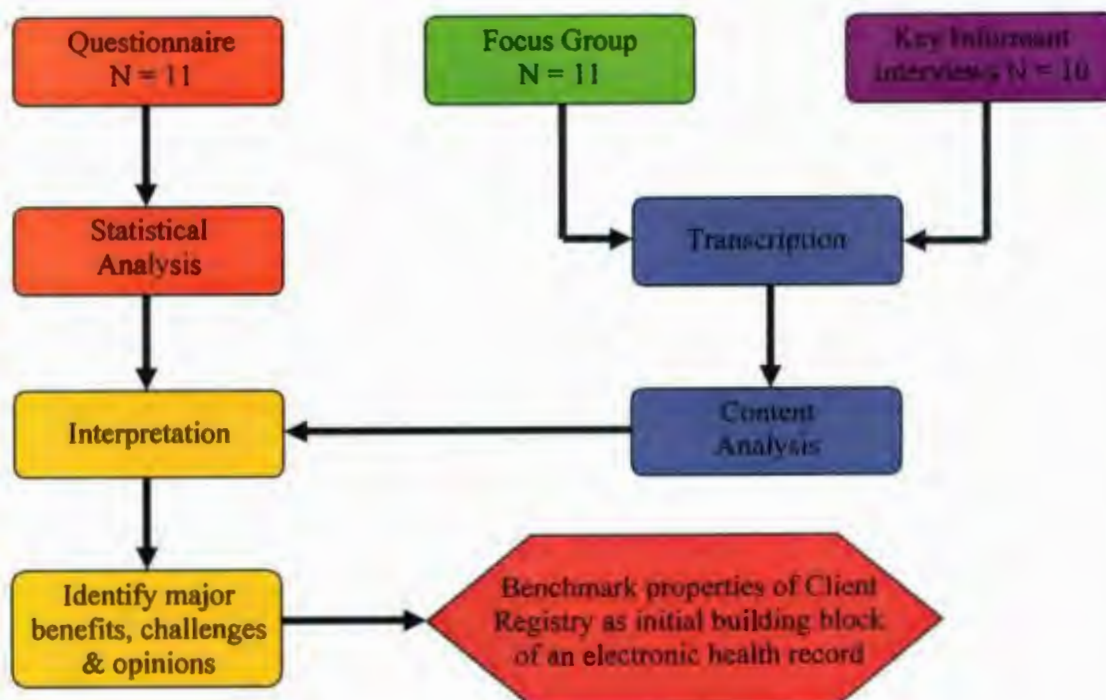 Questionnaire
N = 11
Focus Group
N = 11
Key Informant
interviews N = 10
Statistical
Analysis
Transcription
Interpretation
Content
Analysis
Identify major
benefits, challenges
& opinions
Benchmark properties of Client
Registry as initial building block
of an electronic health record